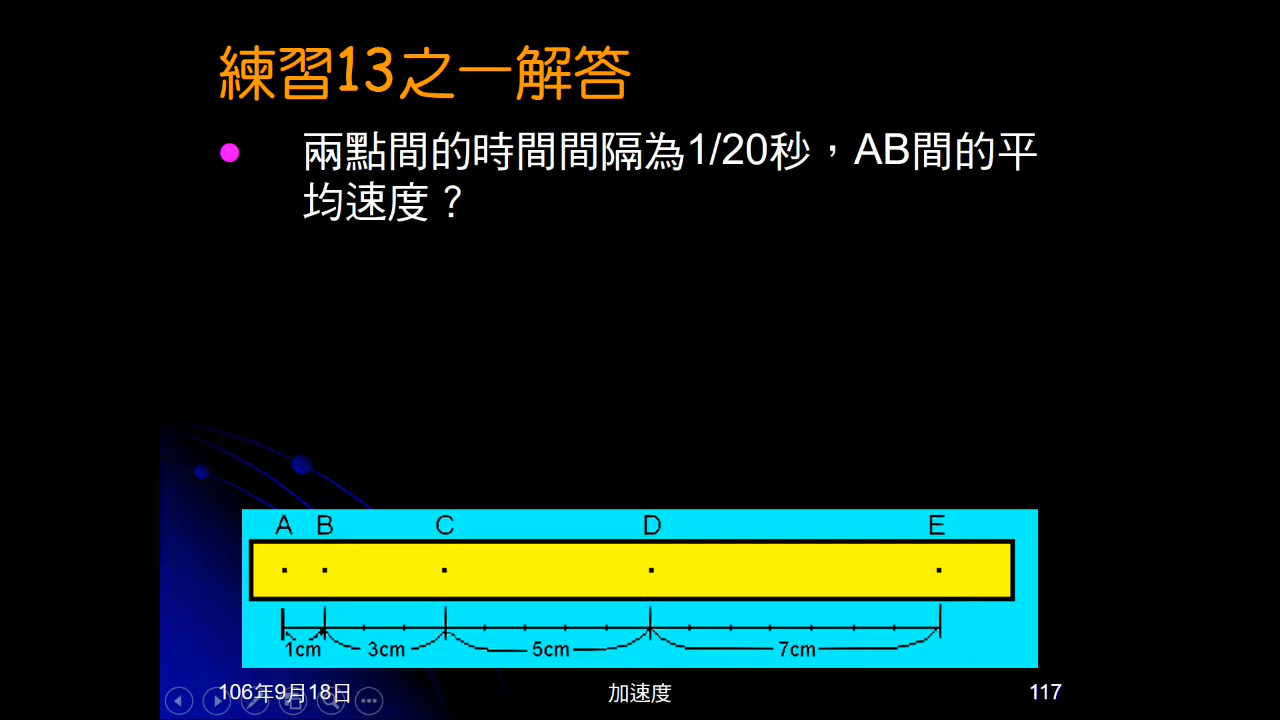 練習13之一解答
兩點間的時間間隔為1/20秒，AB間的平
均速度？
A B C D E
1cm 3cm 5cm 7cm
106年9月18日 加速度 117